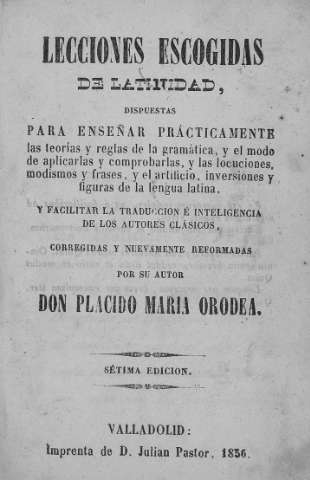 LECCIONES ESCOGIDAS
DE LATINIDAD,
DISPUESTAS
PARA ENSEÑAR PRÁCTICAMENTE
las teorías y reglas de la gramática, y el modo
de aplicarlas y comprobarlas, y las locuciones,
modismos y frases, y el artificio, inversiones y
figuras de la lengua latina,
Y FACILITAR LA TRADUCCION É INTELIGENCIA
DE LOS AUTORES CLÁSICOS,
CORREGIDAS Y NUEVAMENTE REFORMADAS
POR SU AUTOR
DON PLACIDO MARIA ORODEA.
SÉTIMA EDICION.
VALLADOLID:
Imprenta de D. Julian Pastor, 1856.